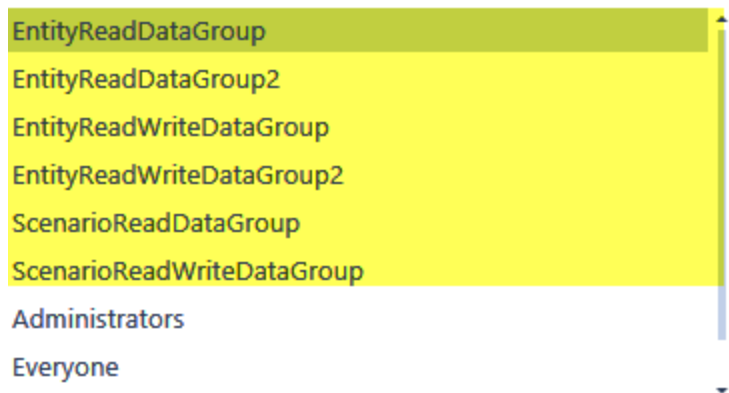 EntityReadDataGroup
EntityReadDataGroup2
EntityReadWriteDataGroup
EntityReadWriteDataGroup2
ScenarioReadDataGroup
ScenarioReadWriteDataGroup
Administrators
Everyone